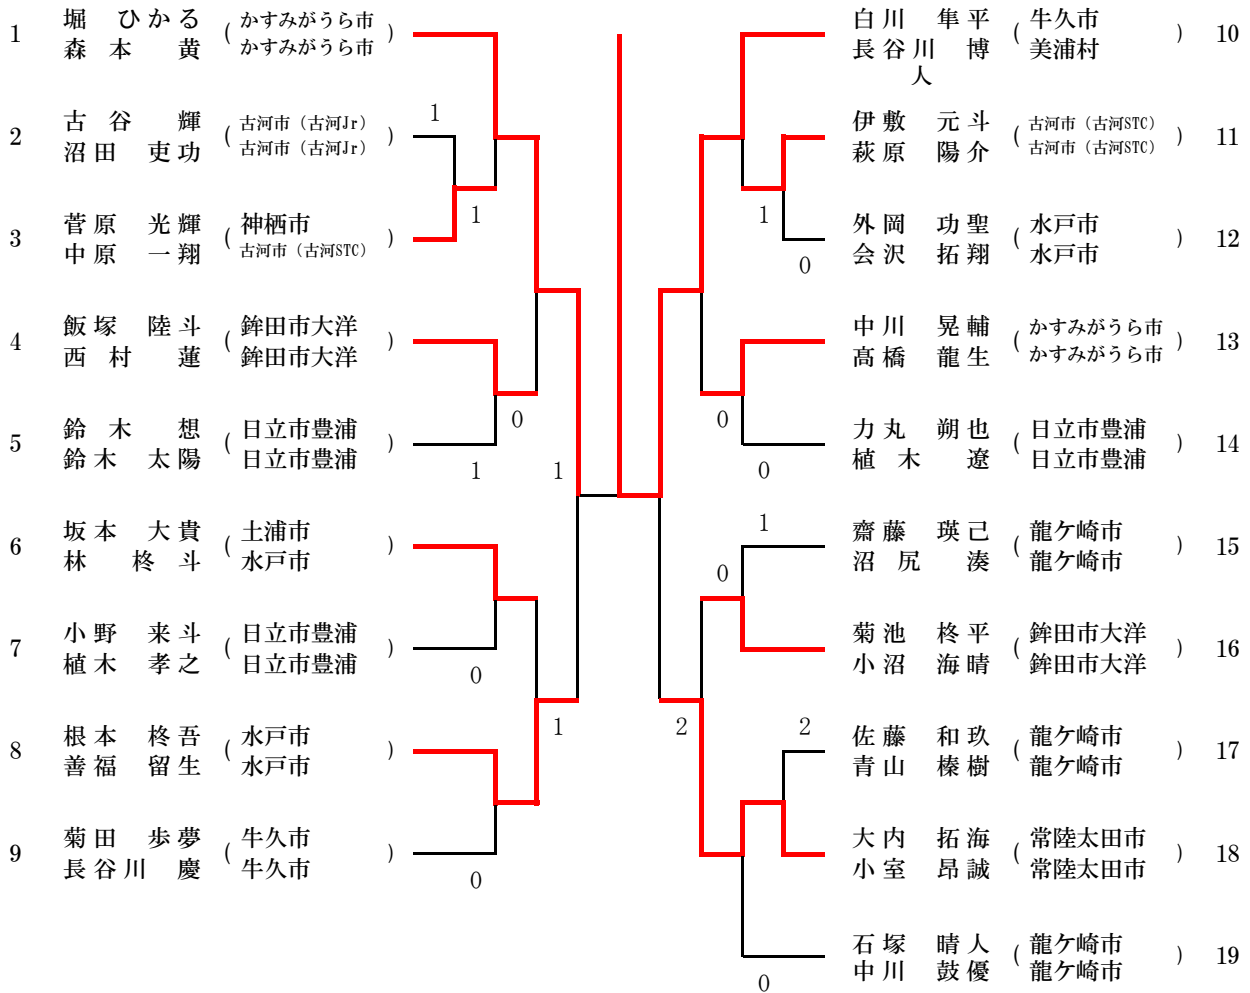 1 堀 ひかる ( かすみがうら市 )
森本 黄 かすみがうら市
2 古谷 輝 ( 古河市（古河Jr） ) 1
沼田 吏功 古河市（古河Jr）
3 菅原 光輝 ( 神栖市 ) 1
中原 一翔 古河市（古河STC）
4 飯塚 陸斗 ( 鉾田市大洋 )
西村 蓮 鉾田市大洋
0
5 鈴木 想 ( 日立市豊浦 )
鈴木 太陽 日立市豊浦
1 1
6 坂本 大貴 ( 土浦市 )
林 柊斗 水戸市
7 小野 来斗 ( 日立市豊浦 )
植木 孝之 日立市豊浦
0
8 根本 柊吾 ( 水戸市 ) 1
善福 留生 水戸市
9 菊田 歩夢 ( 牛久市 )
長谷川 慶 牛久市
0
白川 隼平 ( 牛久市 ) 10
長谷川 博 美浦村
人
伊敷 元斗 ( 古河市（古河STC） ) 11
萩原 陽介 古河市（古河STC）
1 外岡 功聖 ( 水戸市 ) 12
会沢 拓翔 水戸市
0
中川 晃輔 ( かすみがうら市 ) 13
髙橋 龍生 かすみがうら市
0
力丸 朔也 ( 日立市豊浦 ) 14
植木 遼 日立市豊浦
0
1 齋藤 瑛己 ( 龍ケ崎市 ) 15
沼尻 湊 龍ケ崎市
0
菊池 柊平 ( 鉾田市大洋 ) 16
小沼 海晴 鉾田市大洋
2 2 佐藤 和玖 ( 龍ケ崎市 ) 17
青山 榛樹 龍ケ崎市
大内 拓海 ( 常陸太田市 ) 18
小室 昂誠 常陸太田市
石塚 晴人 ( 龍ケ崎市 ) 19
中川 鼓優 龍ケ崎市
0